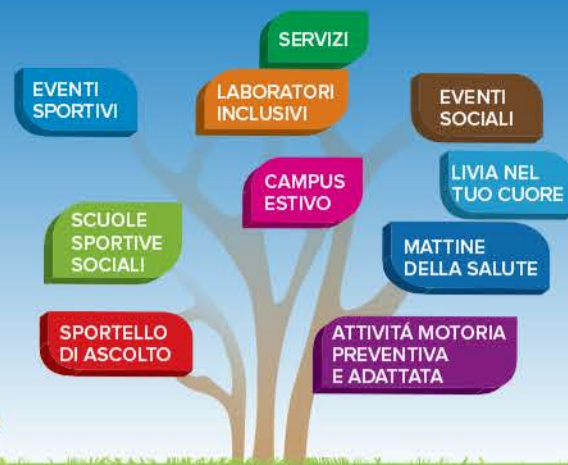 SERVIZI
EVENTI
SPORTIVI
LABORATORI
INCLUSIVI
EVENTI
SOCIALI
CAMPUS
ESTIVO
LIVIA NEL
TUO CUORE
SCUOLE
SPORTIVE
SOCIALI
MATTINE
DELLA SALUTE
SPORTELLO
DI ASCOLTO
ATTIVITÁ MOTORIA
PREVENTIVA
E ADATTATA